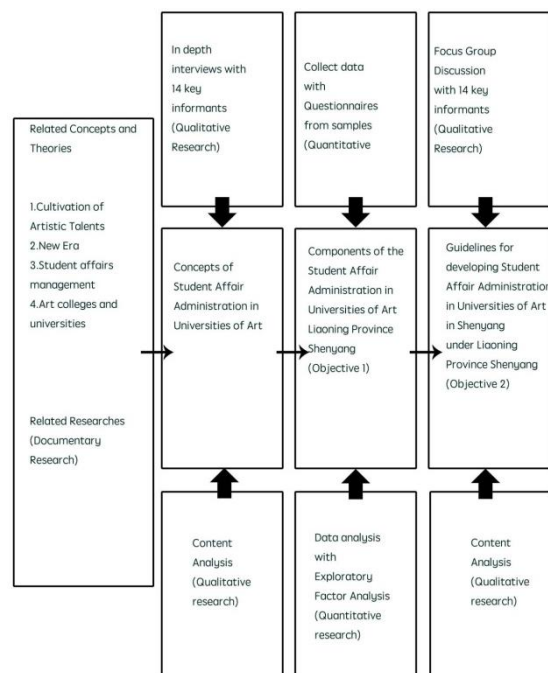 Related Concepts and
Theories
1.Cultivation of
Artistic Talents
2.New Era
3.Student affairs
management
4.Art colleges and
universities
Related Researches
(Documentary
Research)
In depth
interviews with
14 key
informants
(Qualitative
Research)
Concepts of
Student Affair
Administration in
Universities of Art
Content
Analysis
(Qualitative
research)
Collect data
with
Questionnaires
from samples
(Quantitative
Components of the
Student Affair
Administration in
Universities of Art
Liaoning Province
Shenyang
(Objective 1)
Data analysis
with
Exploratory
Factor Analysis
(Quantitative
research)
Focus Group
Discussion
with 14 key
informants
(Qualitative
Research)
Guidelines for
developing Student
Affair Administration
in Universities of Art
in Shenyang
under Liaoning
Province Shenyang
(Objective 2)
Content
Analysis
(Qualitative
research)